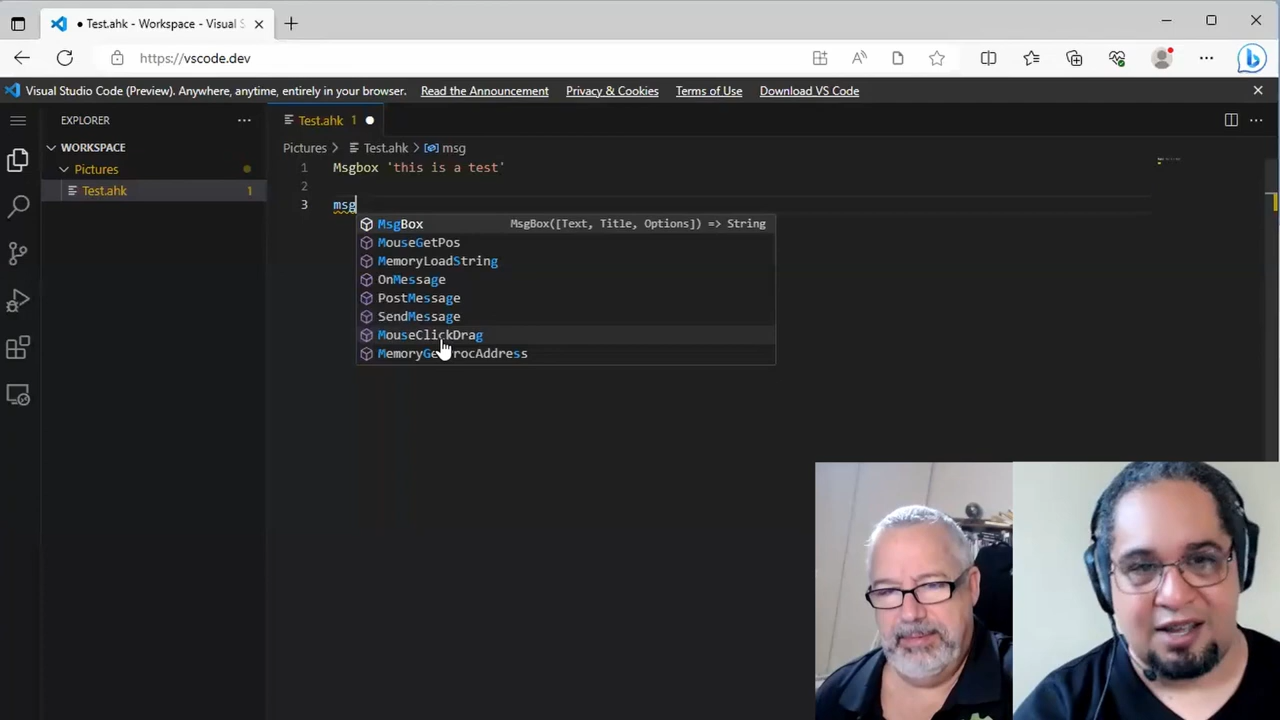 ● Test.ahk - Workspace - Visual S
https://vscode.dev
Visual Studio Code (Preview). Anywhere, anytime, entirely in your browser. Read the Announcement Privacy & Cookies Terms of Use Download VS Code
EXPLORER
Test.ahk 1
WORKSPACE
Pictures
Test.ahk 1
Pictures > Test.ahk > msg
1 Msgbox 'this is a test'
2
3 msg
MsgBox MsgBox([Text, Title, Options]) => String
MouseGetPos
MemoryLoadString
OnMessage
PostMessage
SendMessage
MouseClickDrag